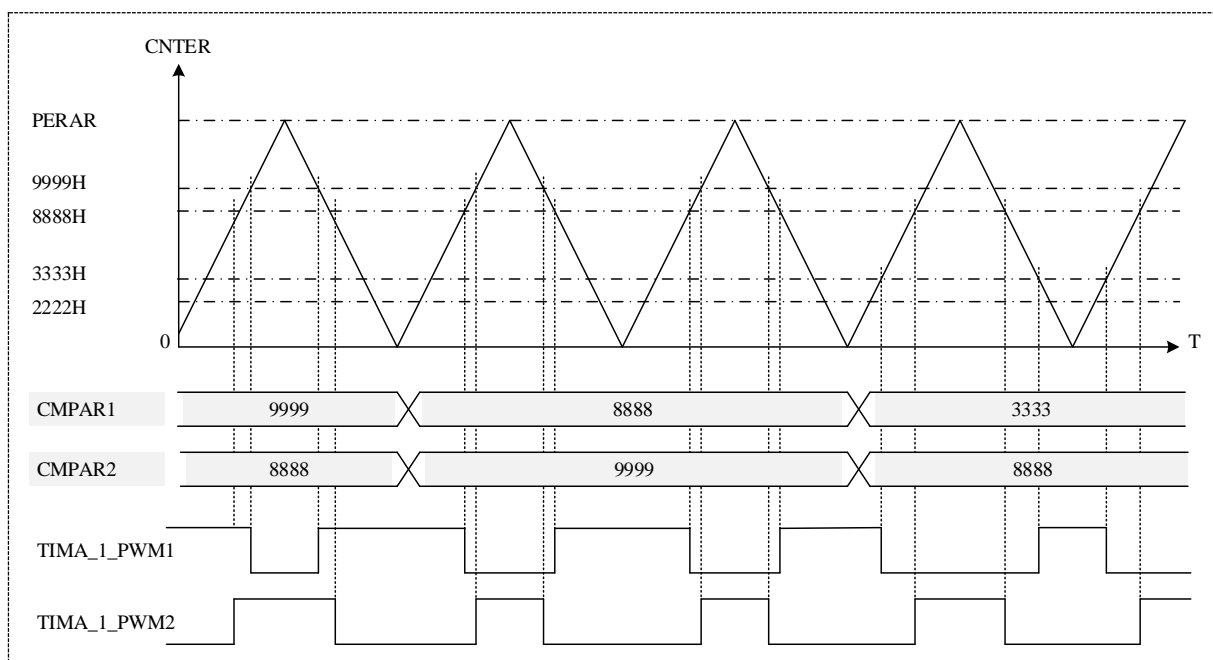 CNTER
PERAR
9999H
8888H
3333H
2222H
0 T
CMPAR1 9999 8888 3333
CMPAR2 8888 9999 8888
TIMA_1_PWM1
TIMA_1_PWM2